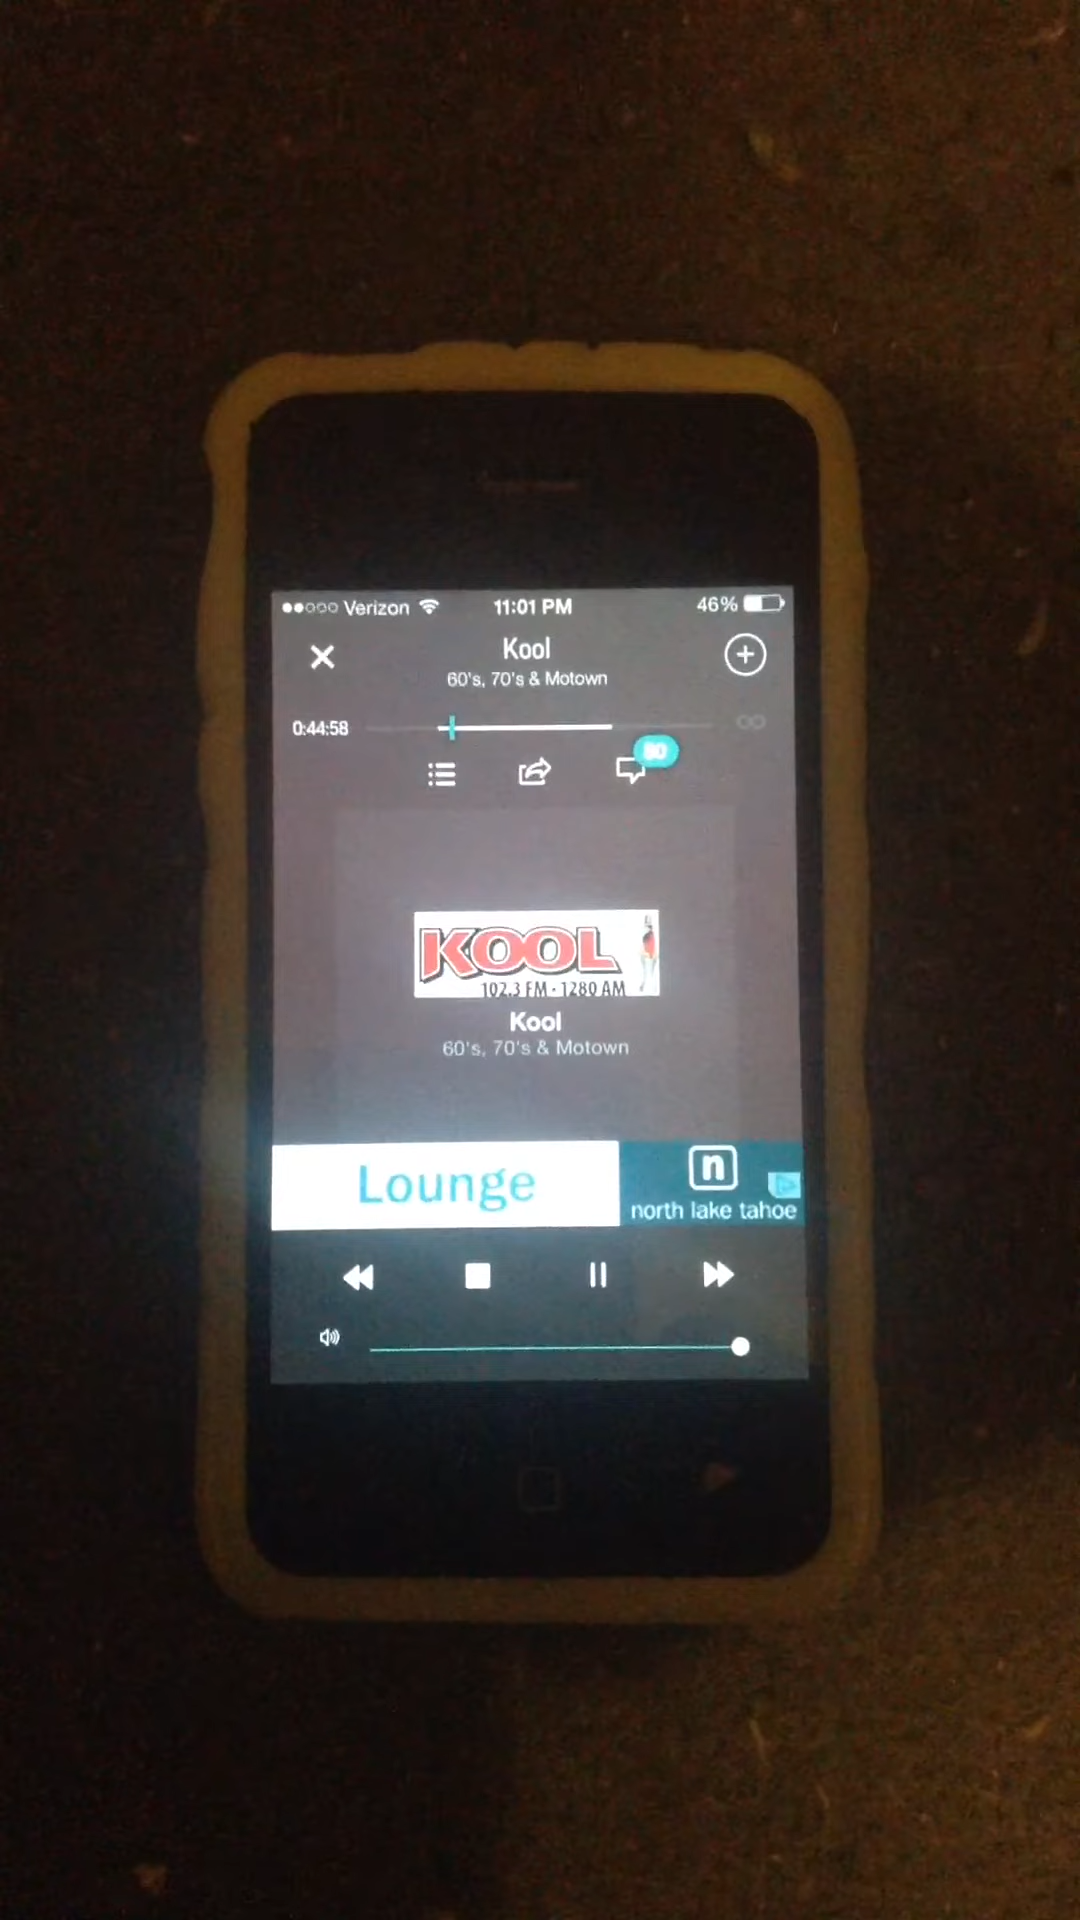 Verizon 11:01 PM 46%
Kool
60's, 70's & Motown
0:44:58
KOOL
102.3 FM · 1280 AM
Kool
60's, 70's & Motown
Lounge
n
north lake tahoe